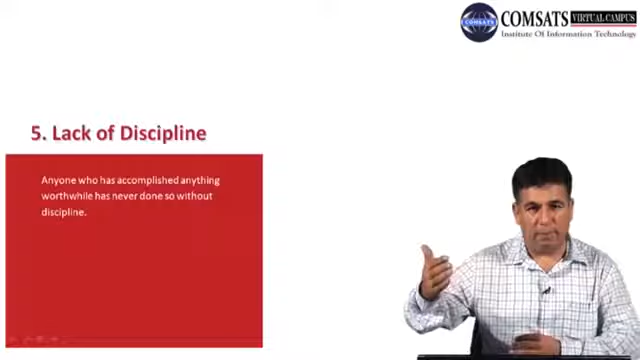 COMSATS VIRTUAL CAMPUS
Institute Of Information Technology
COMSATS
5. Lack of Discipline
Anyone who has accomplished anything
worthwhile has never done so without
discipline.